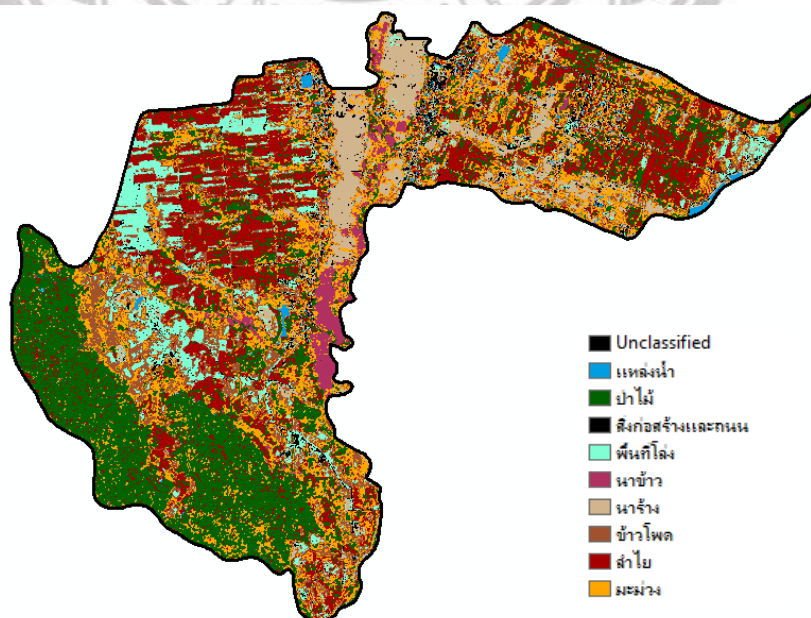 Unclassified
แหล่งน้ำ
ป่าไม้
สิ่งก่อสร้างและถนน
พื้นที่โล่ง
นาข้าว
นาร้าง
ข้าวโพด
ลำไย
มะม่วง